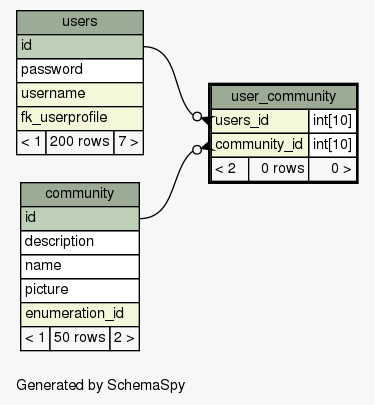 users
id
password
username
fk_userprofile
< 1 200 rows 7 >
user_community
users_id int[10]
community_id int[10]
< 2 0 rows 0 >
community
id
description
name
picture
enumeration_id
< 1 50 rows 2 >
Generated by SchemaSpy